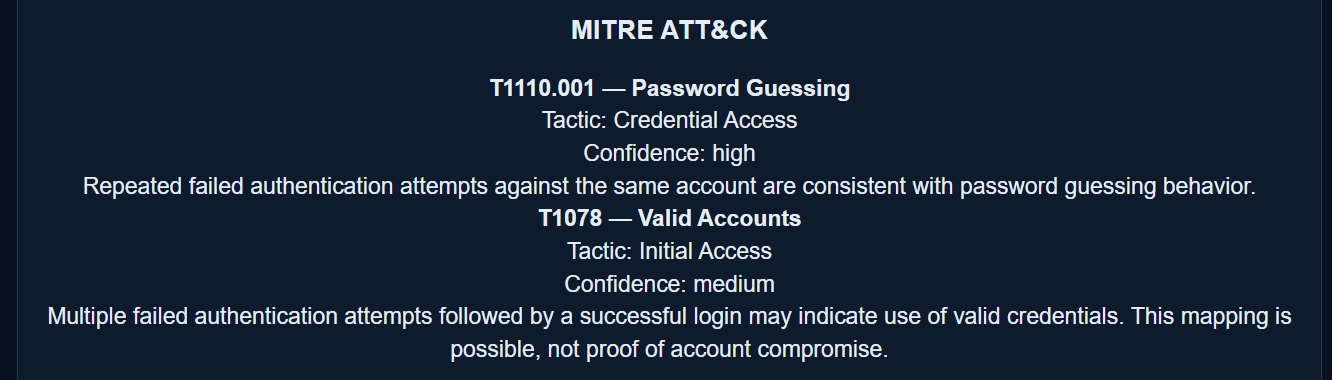 MITRE ATT&CK
T1110.001 — Password Guessing
Tactic: Credential Access
Confidence: high
Repeated failed authentication attempts against the same account are consistent with password guessing behavior.
T1078 — Valid Accounts
Tactic: Initial Access
Confidence: medium
Multiple failed authentication attempts followed by a successful login may indicate use of valid credentials. This mapping is
possible, not proof of account compromise.